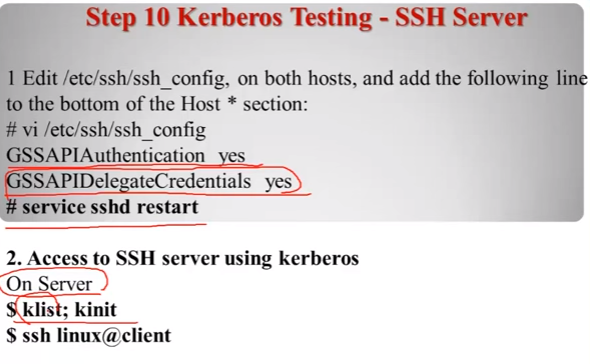 Step 10 Kerberos Testing - SSH Server
1 Edit /etc/ssh/ssh_config, on both hosts, and add the following line
to the bottom of the Host * section:
# vi /etc/ssh/ssh_config
GSSAPIAuthentication yes
GSSAPIDelegateCredentials yes
# service sshd restart
2. Access to SSH server using kerberos
On Server
$ klist; kinit
$ ssh linux@client